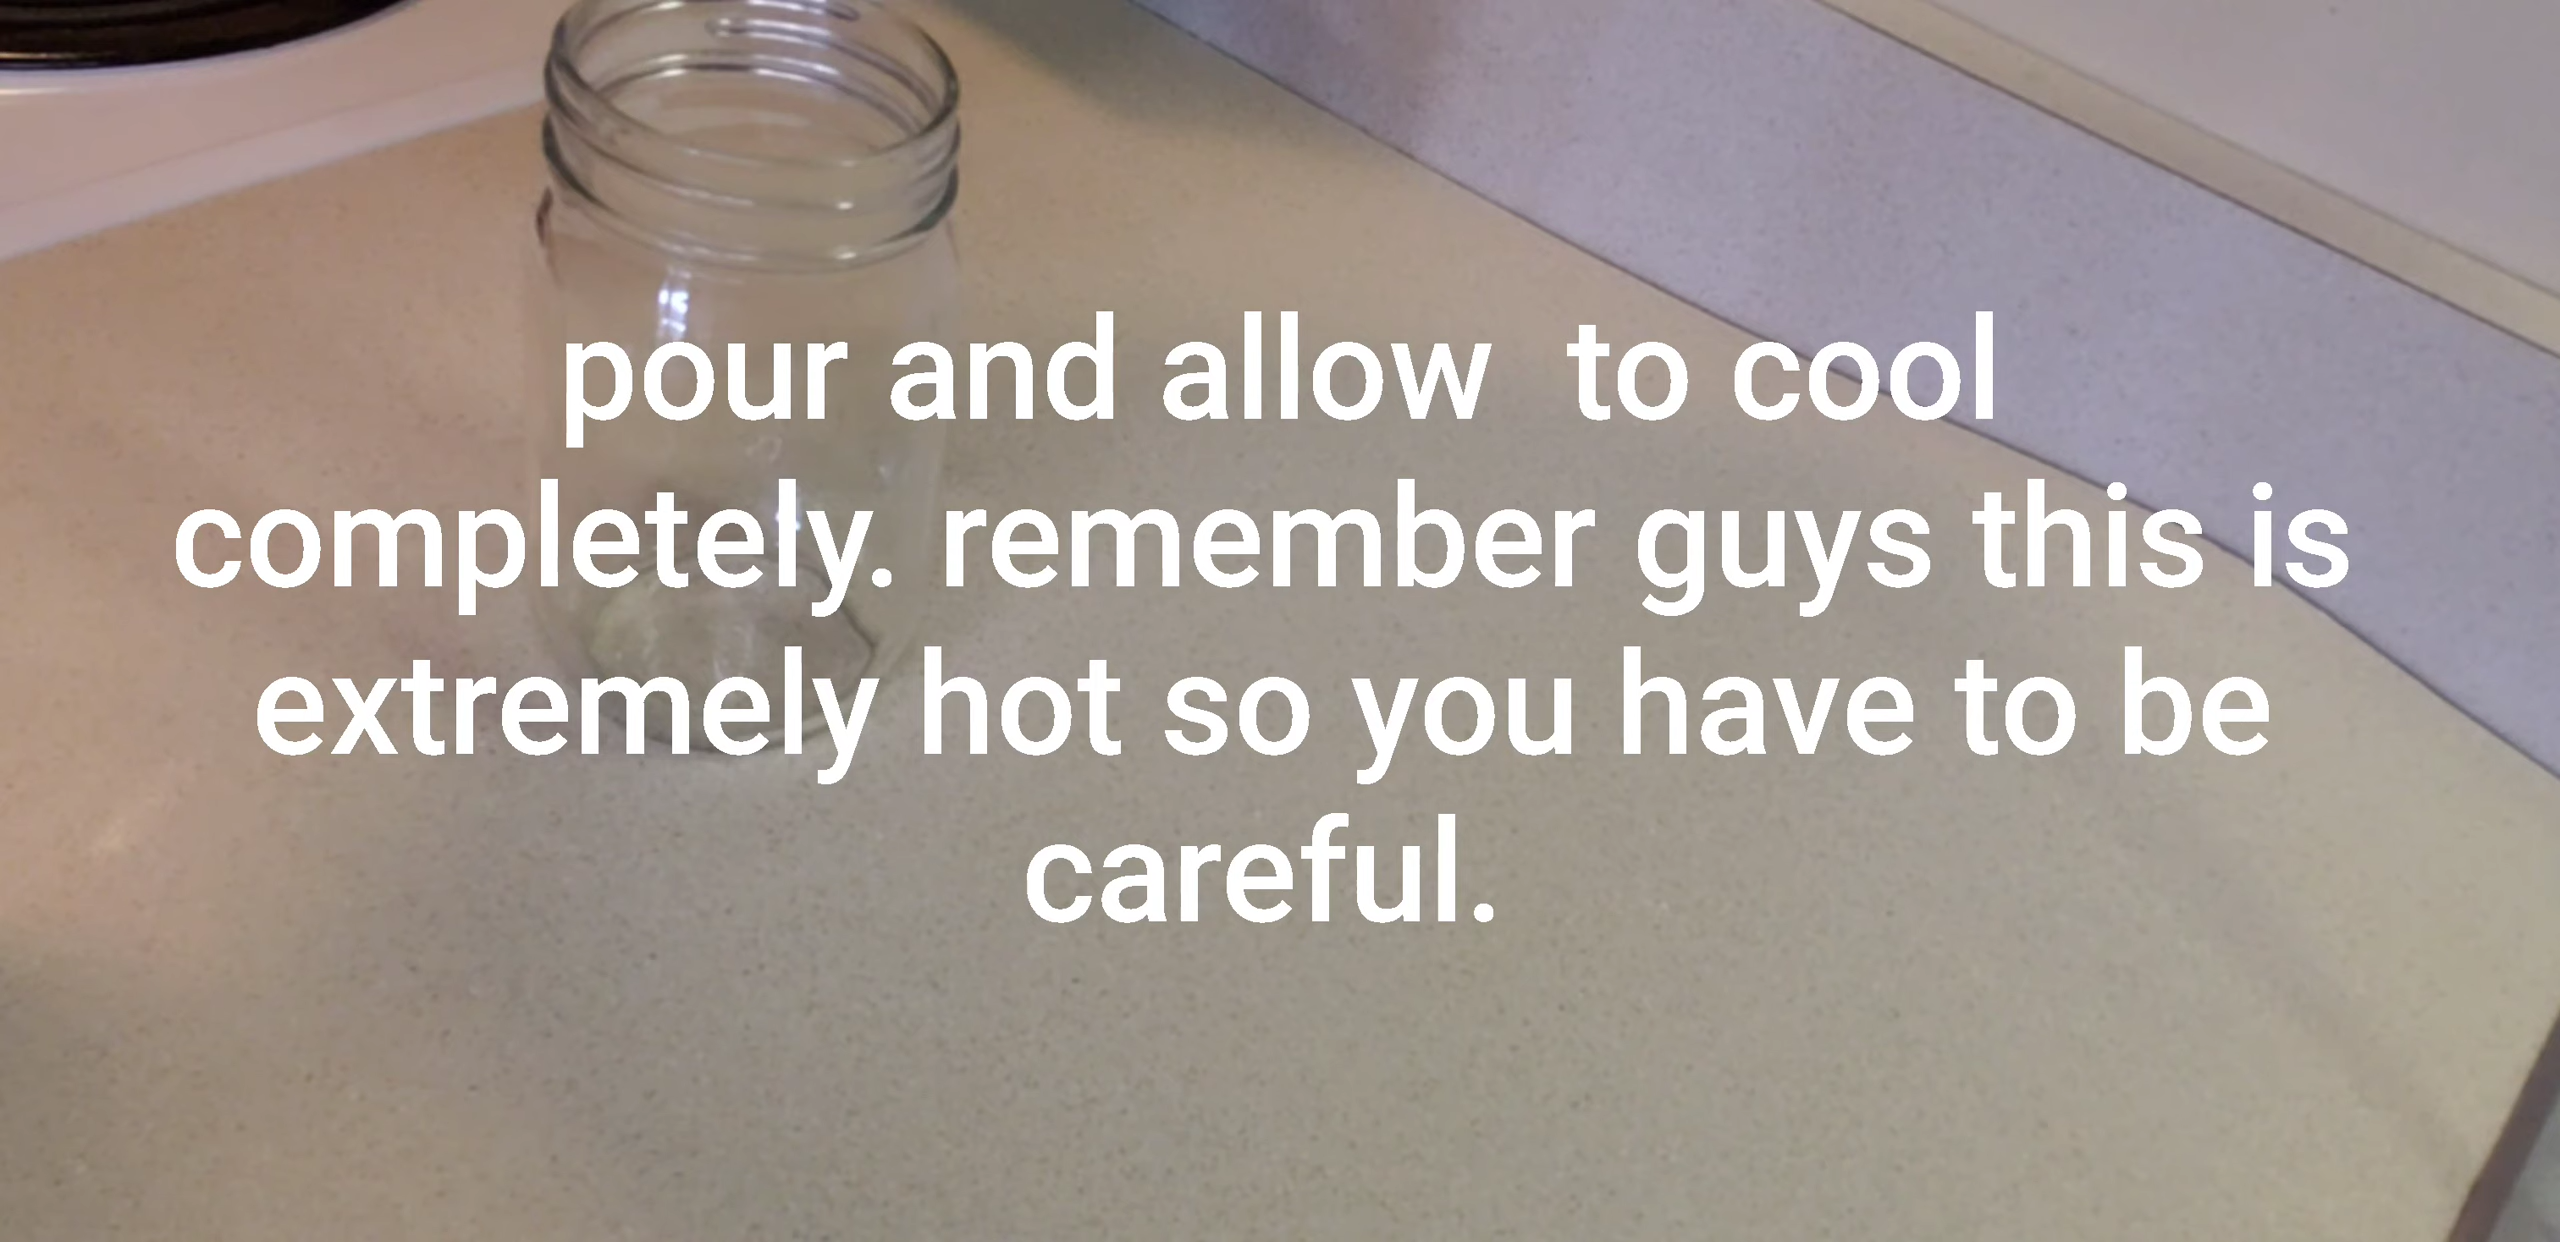 pour and allow  to cool
completely. remember guys this is
extremely hot so you have to be
careful.